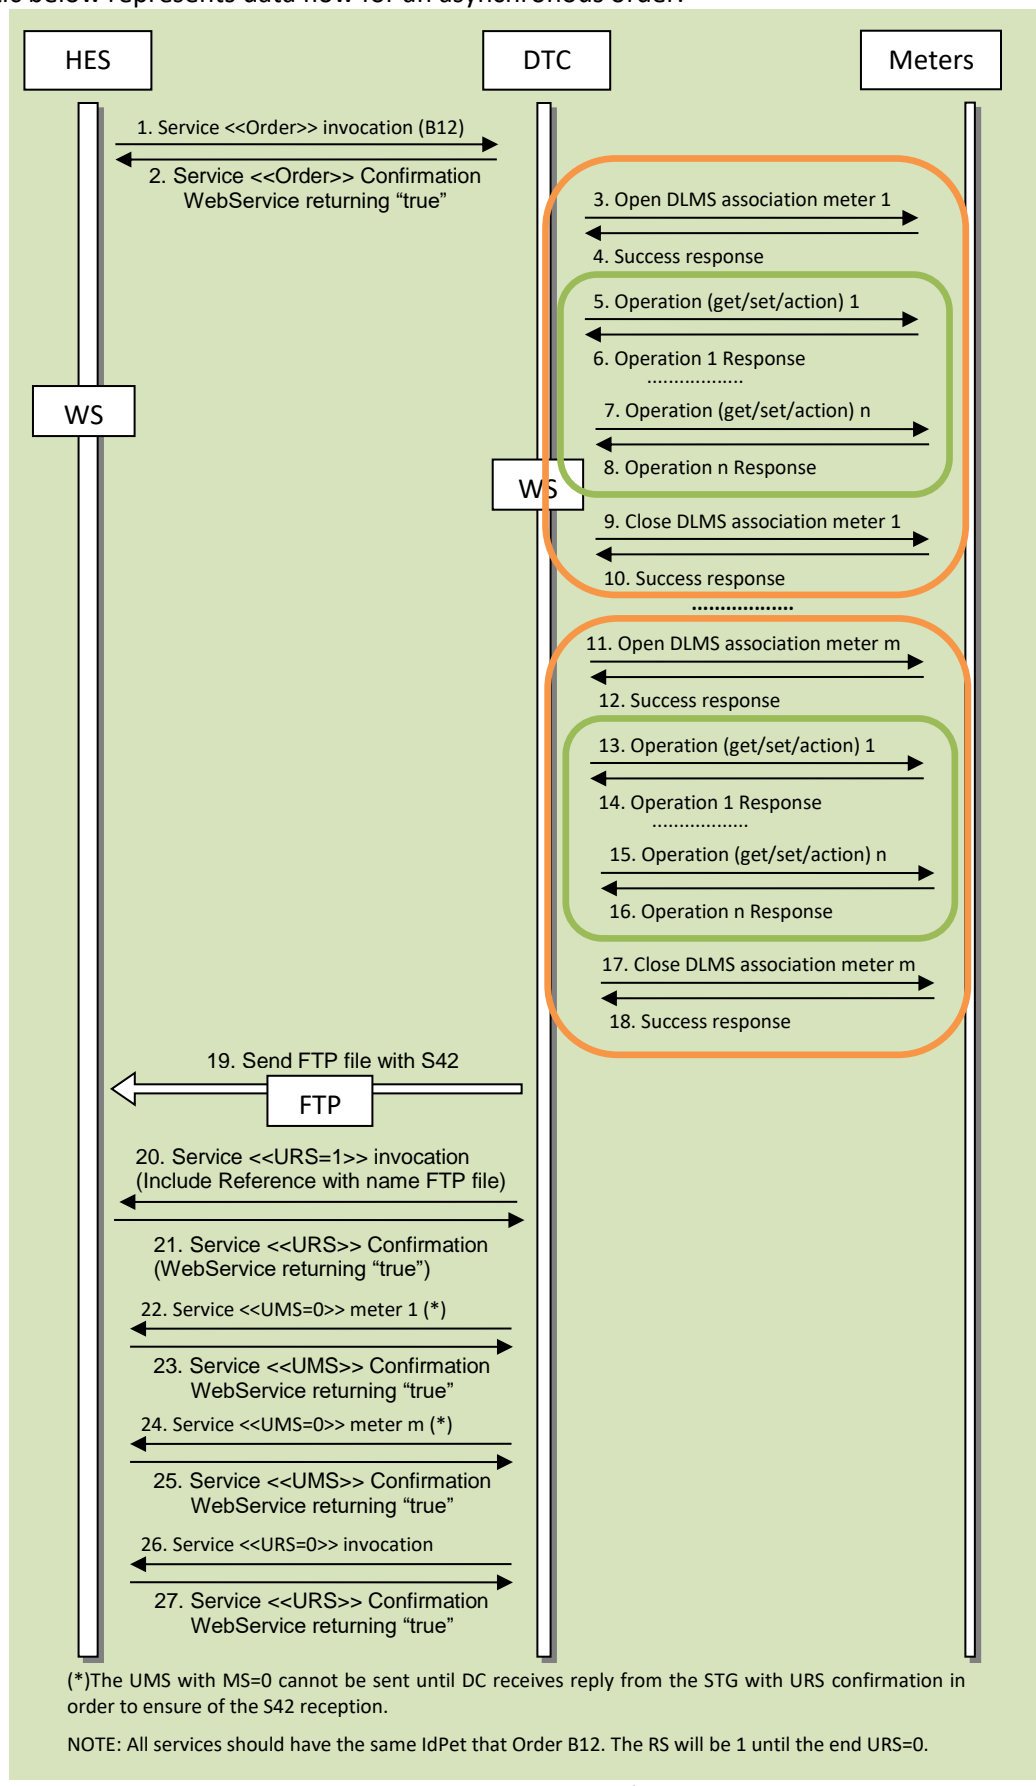 below represents data flow for an asynchronous order.
HES
DTC
Meters
1. Service <<Order>> invocation (B12)
2. Service <<Order>> Confirmation
WebService returning “true”
3. Open DLMS association meter 1
4. Success response
5. Operation (get/set/action) 1
6. Operation 1 Response
..................
WS
7. Operation (get/set/action) n
8. Operation n Response
WS
9. Close DLMS association meter 1
10. Success response
..................
11. Open DLMS association meter m
12. Success response
13. Operation (get/set/action) 1
14. Operation 1 Response
..................
15. Operation (get/set/action) n
16. Operation n Response
17. Close DLMS association meter m
18. Success response
19. Send FTP file with S42
FTP
20. Service <<URS=1>> invocation
(Include Reference with name FTP file)
21. Service <<URS>> Confirmation
(WebService returning “true”)
22. Service <<UMS=0>> meter 1 (*)
23. Service <<UMS>> Confirmation
WebService returning “true”
24. Service <<UMS=0>> meter m (*)
25. Service <<UMS>> Confirmation
WebService returning “true”
26. Service <<URS=0>> invocation
27. Service <<URS>> Confirmation
WebService returning “true”
(*)The UMS with MS=0 cannot be sent until DC receives reply from the STG with URS confirmation in
order to ensure of the S42 reception.
NOTE: All services should have the same IdPet that Order B12. The RS will be 1 until the end URS=0.